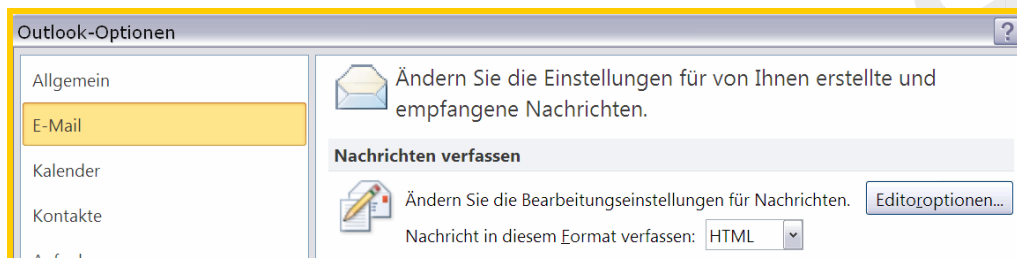 Outlook-Optionen
?
Allgemein
E-Mail
Kalender
Kontakte
Ändern Sie die Einstellungen für von Ihnen erstellte und
empfangene Nachrichten.
Nachrichten verfassen
Ändern Sie die Bearbeitungseinstellungen für Nachrichten. Editoroptionen...
Nachricht in diesem Format verfassen: HTML